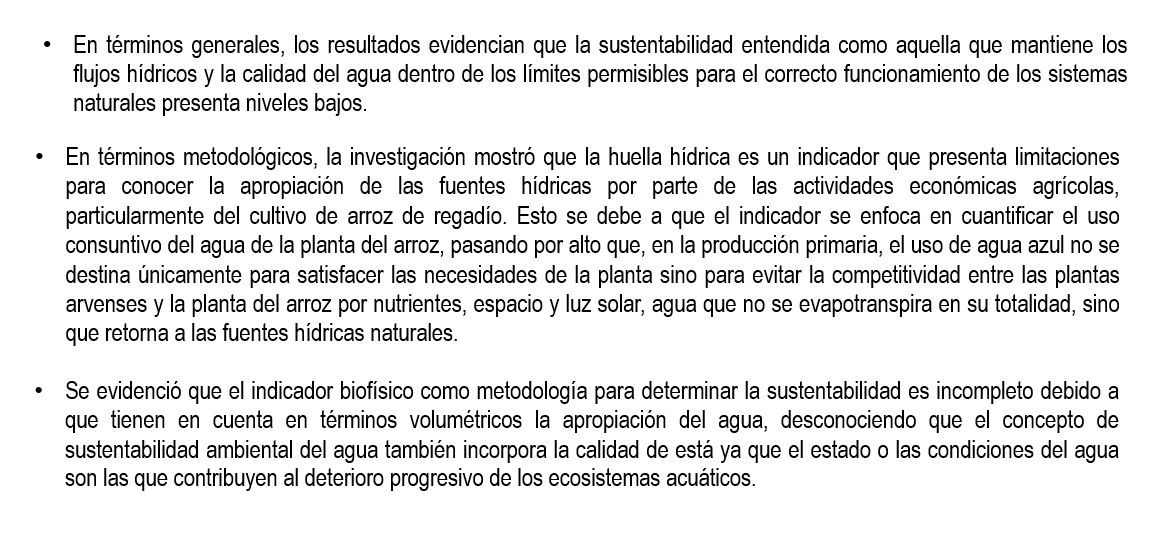 • En términos generales, los resultados evidencian que la sustentabilidad entendida como aquella que mantiene los
flujos hídricos y la calidad del agua dentro de los límites permisibles para el correcto funcionamiento de los sistemas
naturales presenta niveles bajos.
• En términos metodológicos, la investigación mostró que la huella hídrica es un indicador que presenta limitaciones
para conocer la apropiación de las fuentes hídricas por parte de las actividades económicas agrícolas,
particularmente del cultivo de arroz de regadío. Esto se debe a que el indicador se enfoca en cuantificar el uso
consuntivo del agua de la planta del arroz, pasando por alto que, en la producción primaria, el uso de agua azul no se
destina únicamente para satisfacer las necesidades de la planta sino para evitar la competitividad entre las plantas
arvenses y la planta del arroz por nutrientes, espacio y luz solar, agua que no se evapotranspira en su totalidad, sino
que retorna a las fuentes hídricas naturales.
• Se evidenció que el indicador biofísico como metodología para determinar la sustentabilidad es incompleto debido a
que tienen en cuenta en términos volumétricos la apropiación del agua, desconociendo que el concepto de
sustentabilidad ambiental del agua también incorpora la calidad de está ya que el estado o las condiciones del agua
son las que contribuyen al deterioro progresivo de los ecosistemas acuáticos.